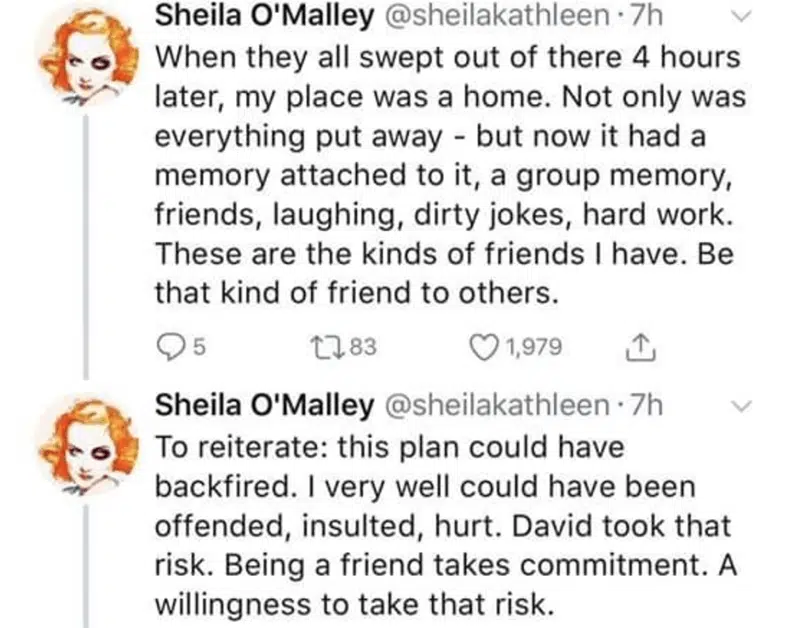 Sheila O'Malley @sheilakathleen · 7h
When they all swept out of there 4 hours
later, my place was a home. Not only was
everything put away - but now it had a
memory attached to it, a group memory,
friends, laughing, dirty jokes, hard work.
These are the kinds of friends I have. Be
that kind of friend to others.
5 83 1,979
Sheila O'Malley @sheilakathleen · 7h
To reiterate: this plan could have
backfired. I very well could have been
offended, insulted, hurt. David took that
risk. Being a friend takes commitment. A
willingness to take that risk.